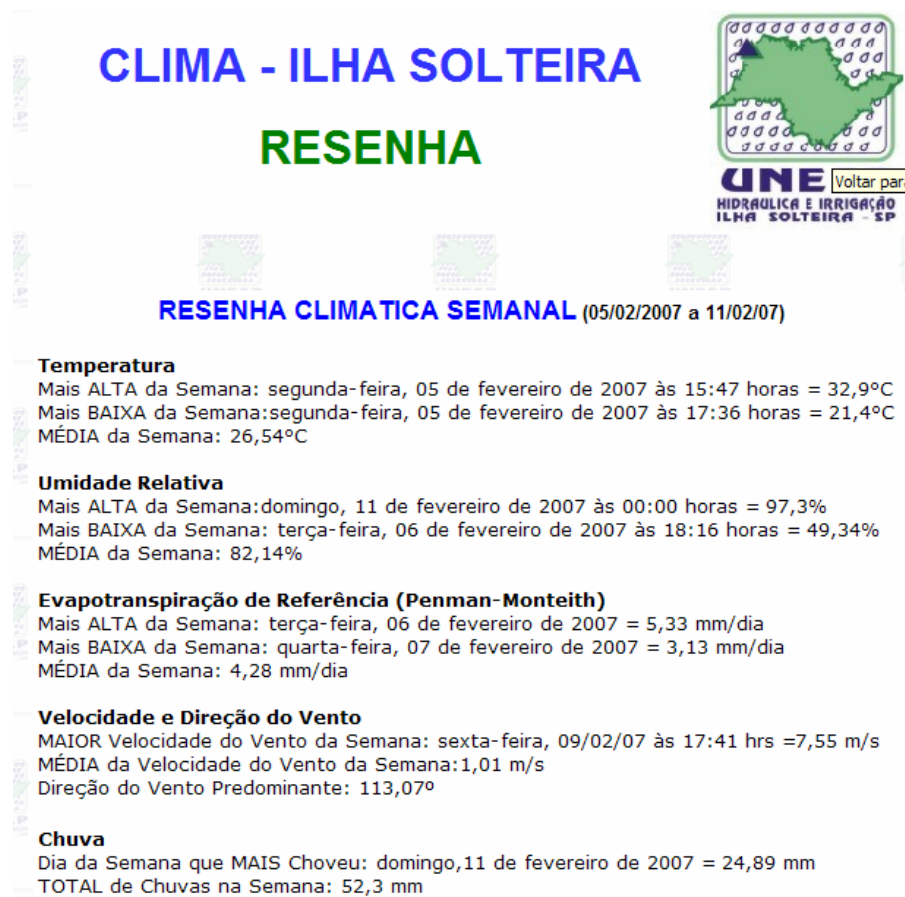 CLIMA - ILHA SOLTEIRA
RESENHA
UNE
Voltar par
HIDRAULICA E IRRIGAÇÃO
ILHA SOLTEIRA - SP
RESENHA CLIMATICA SEMANAL (05/02/2007 a 11/02/07)
Temperatura
Mais ALTA da Semana: segunda-feira, 05 de fevereiro de 2007 às 15:47 horas = 32,9ºC
Mais BAIXA da Semana:segunda-feira, 05 de fevereiro de 2007 às 17:36 horas = 21,4ºC
MÉDIA da Semana: 26,54ºC
Umidade Relativa
Mais ALTA da Semana:domingo, 11 de fevereiro de 2007 às 00:00 horas = 97,3%
Mais BAIXA da Semana: terça-feira, 06 de fevereiro de 2007 às 18:16 horas = 49,34%
MÉDIA da Semana: 82,14%
Evapotranspiração de Referência (Penman-Monteith)
Mais ALTA da Semana: terça-feira, 06 de fevereiro de 2007 = 5,33 mm/dia
Mais BAIXA da Semana: quarta-feira, 07 de fevereiro de 2007 = 3,13 mm/dia
MÉDIA da Semana: 4,28 mm/dia
Velocidade e Direção do Vento
MAIOR Velocidade do Vento da Semana: sexta-feira, 09/02/07 às 17:41 hrs =7,55 m/s
MÉDIA da Velocidade do Vento da Semana:1,01 m/s
Direção do Vento Predominante: 113,07º
Chuva
Dia da Semana que MAIS Choveu: domingo,11 de fevereiro de 2007 = 24,89 mm
TOTAL de Chuvas na Semana: 52,3 mm